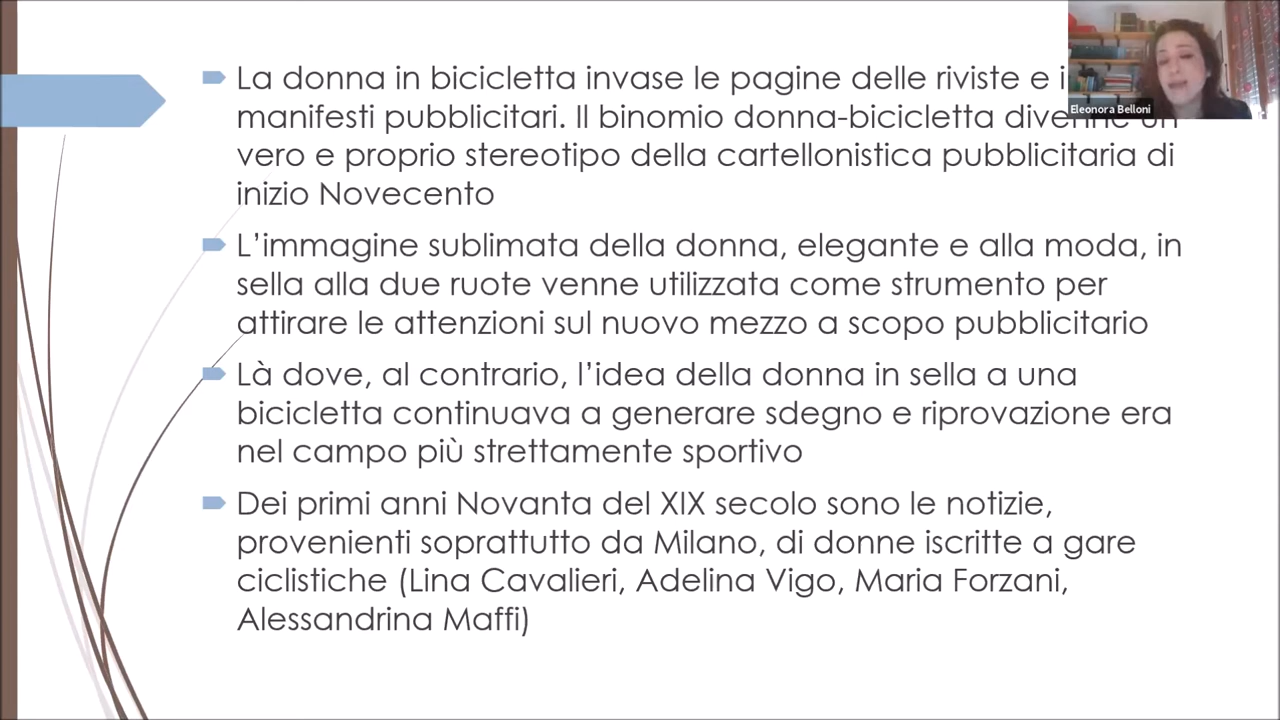 La donna in bicicletta invase le pagine delle riviste e i
manifesti pubblicitari. Il binomio donna-bicicletta divenne un
vero e proprio stereotipo della cartellonistica pubblicitaria di
inizio Novecento
L’immagine sublimata della donna, elegante e alla moda, in
sella alla due ruote venne utilizzata come strumento per
attirare le attenzioni sul nuovo mezzo a scopo pubblicitario
Là dove, al contrario, l’idea della donna in sella a una
bicicletta continuava a generare sdegno e riprovazione era
nel campo più strettamente sportivo
Dei primi anni Novanta del XIX secolo sono le notizie,
provenienti soprattutto da Milano, di donne iscritte a gare
ciclistiche (Lina Cavalieri, Adelina Vigo, Maria Forzani,
Alessandrina Maffi)
Eleonora Belloni